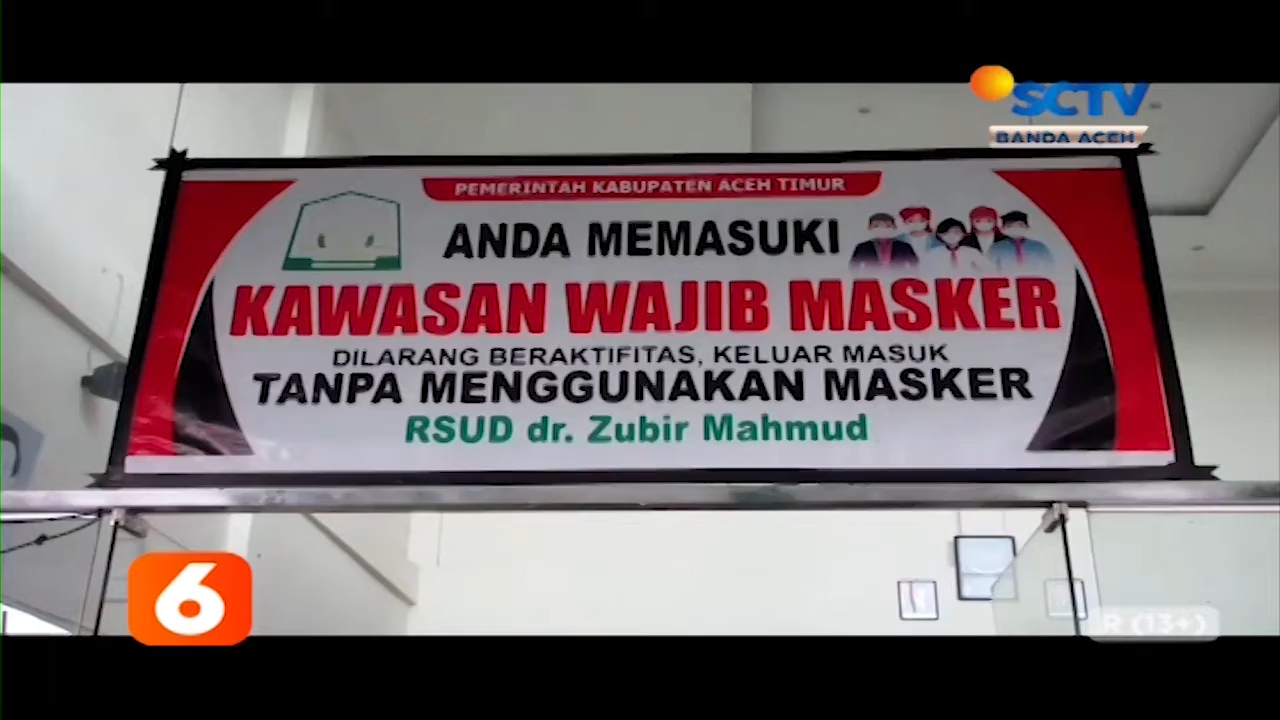 SCTV
BANDA ACEH
PEMERINTAH KABUPATEN ACEH TIMUR
ANDA MEMASUKI
KAWASAN WAJIB MASKER
DILARANG BERAKTIFITAS, KELUAR MASUK
TANPA MENGGUNAKAN MASKER
RSUD dr. Zubir Mahmud
6
R (13+)